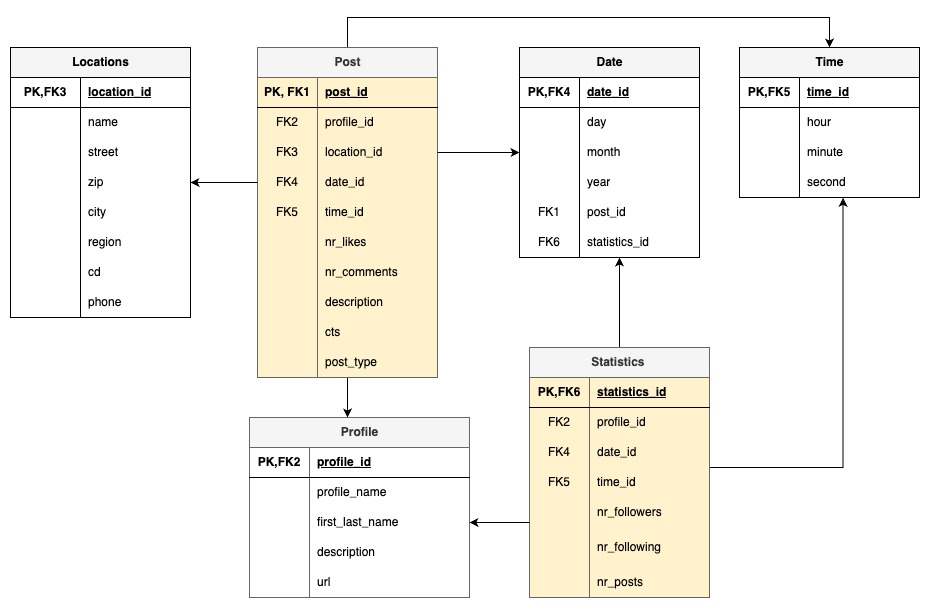 Locations
PK,FK3 location_id
name
street
zip
city
region
cd
phone
Post
PK, FK1 post_id
FK2 profile_id
FK3 location_id
FK4 date_id
FK5 time_id
nr_likes
nr_comments
description
cts
post_type
Date
PK,FK4 date_id
day
month
year
FK1 post_id
FK6 statistics_id
Time
PK,FK5 time_id
hour
minute
second
Profile
PK,FK2 profile_id
profile_name
first_last_name
description
url
Statistics
PK,FK6 statistics_id
FK2 profile_id
FK4 date_id
FK5 time_id
nr_followers
nr_following
nr_posts